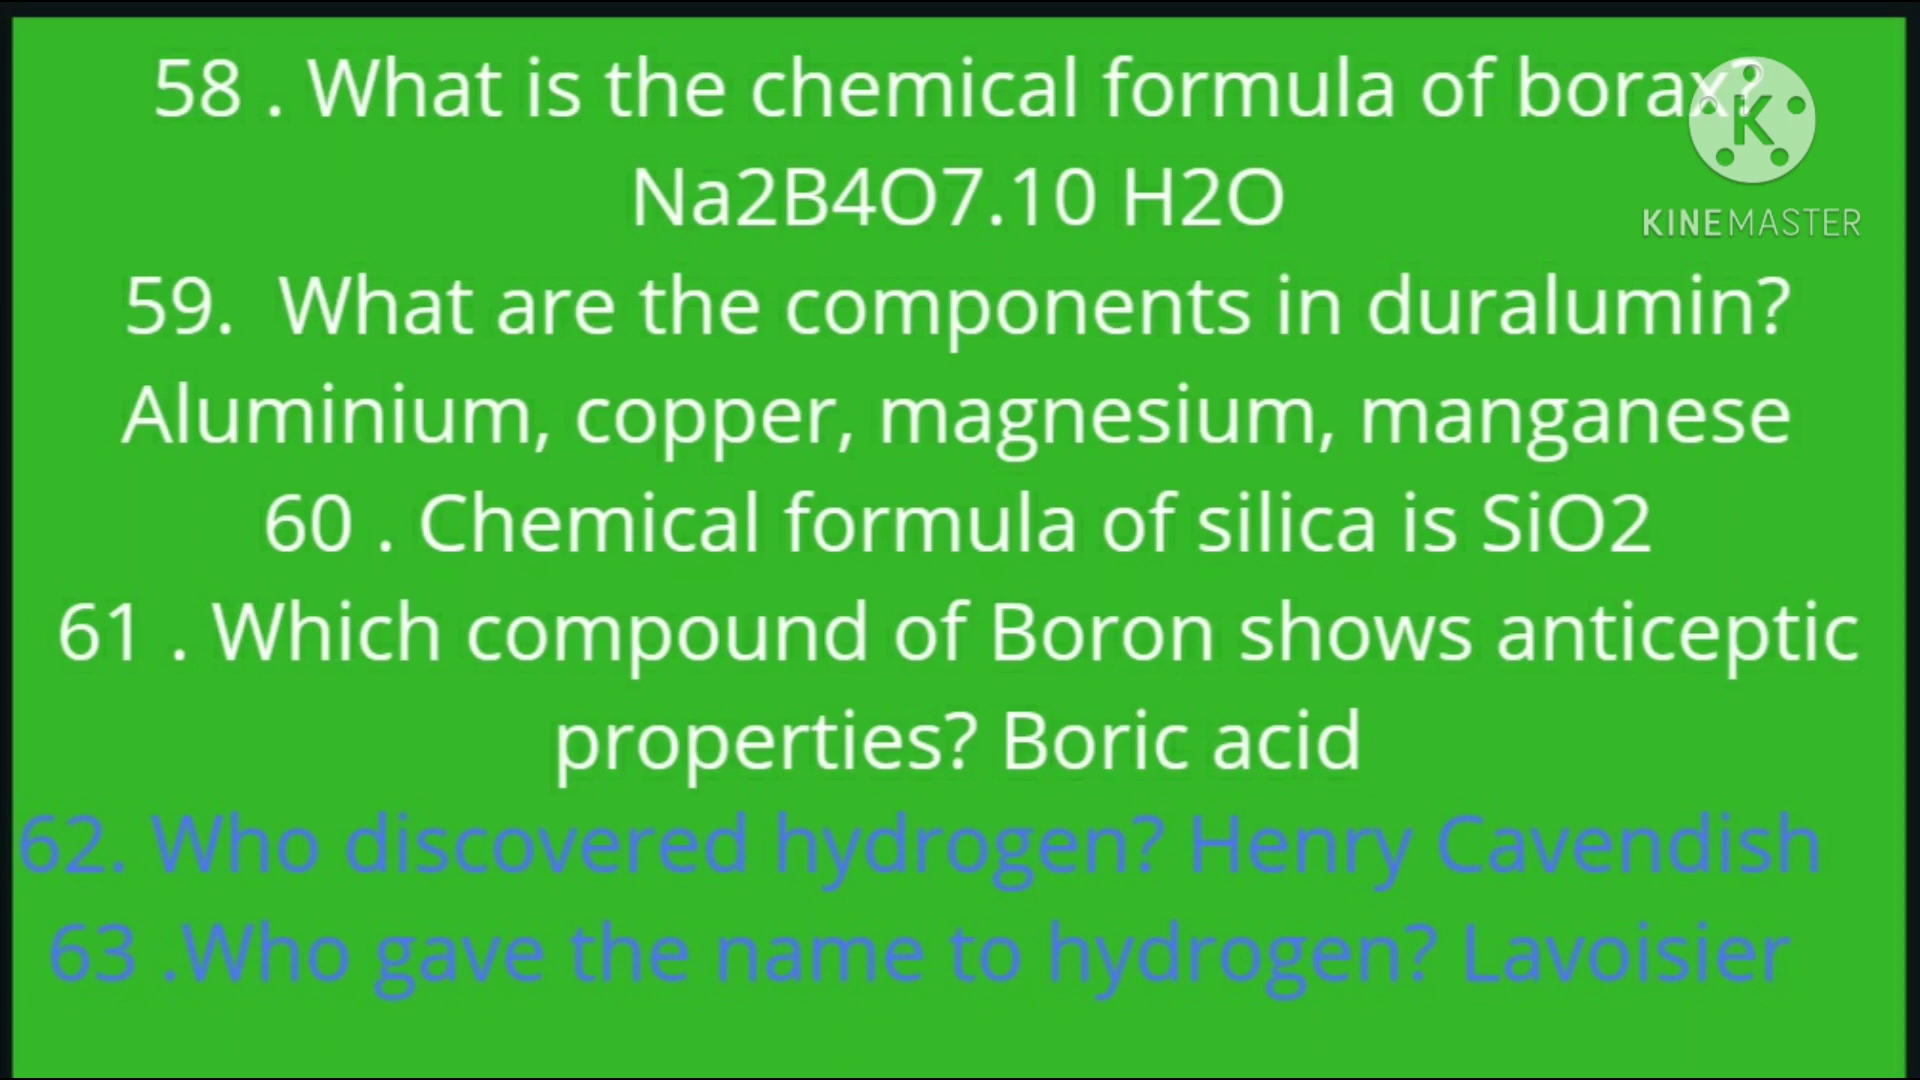 58 . What is the chemical formula of borax?
Na2B4O7.10 H2O
KINEMASTER
59. What are the components in duralumin?
Aluminium, copper, magnesium, manganese
60 . Chemical formula of silica is SiO2
61 . Which compound of Boron shows anticeptic
properties? Boric acid
62. Who discovered hydrogen? Henry Cavendish
63 .Who gave the name to hydrogen? Lavoisier